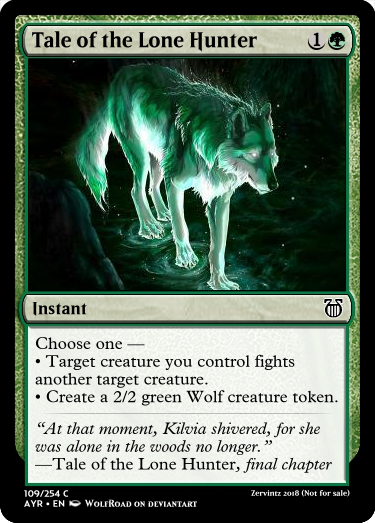 Tale of the Lone Hunter 1
Instant
Choose one —
• Target creature you control fights
another target creature.
• Create a 2/2 green Wolf creature token.
“At that moment, Kilvia shivered, for she
was alone in the woods no longer.”
—Tale of the Lone Hunter, final chapter
109/254 C
Zervintz 2018 (Not for sale)
AYR • EN WolfRoad on deviantart